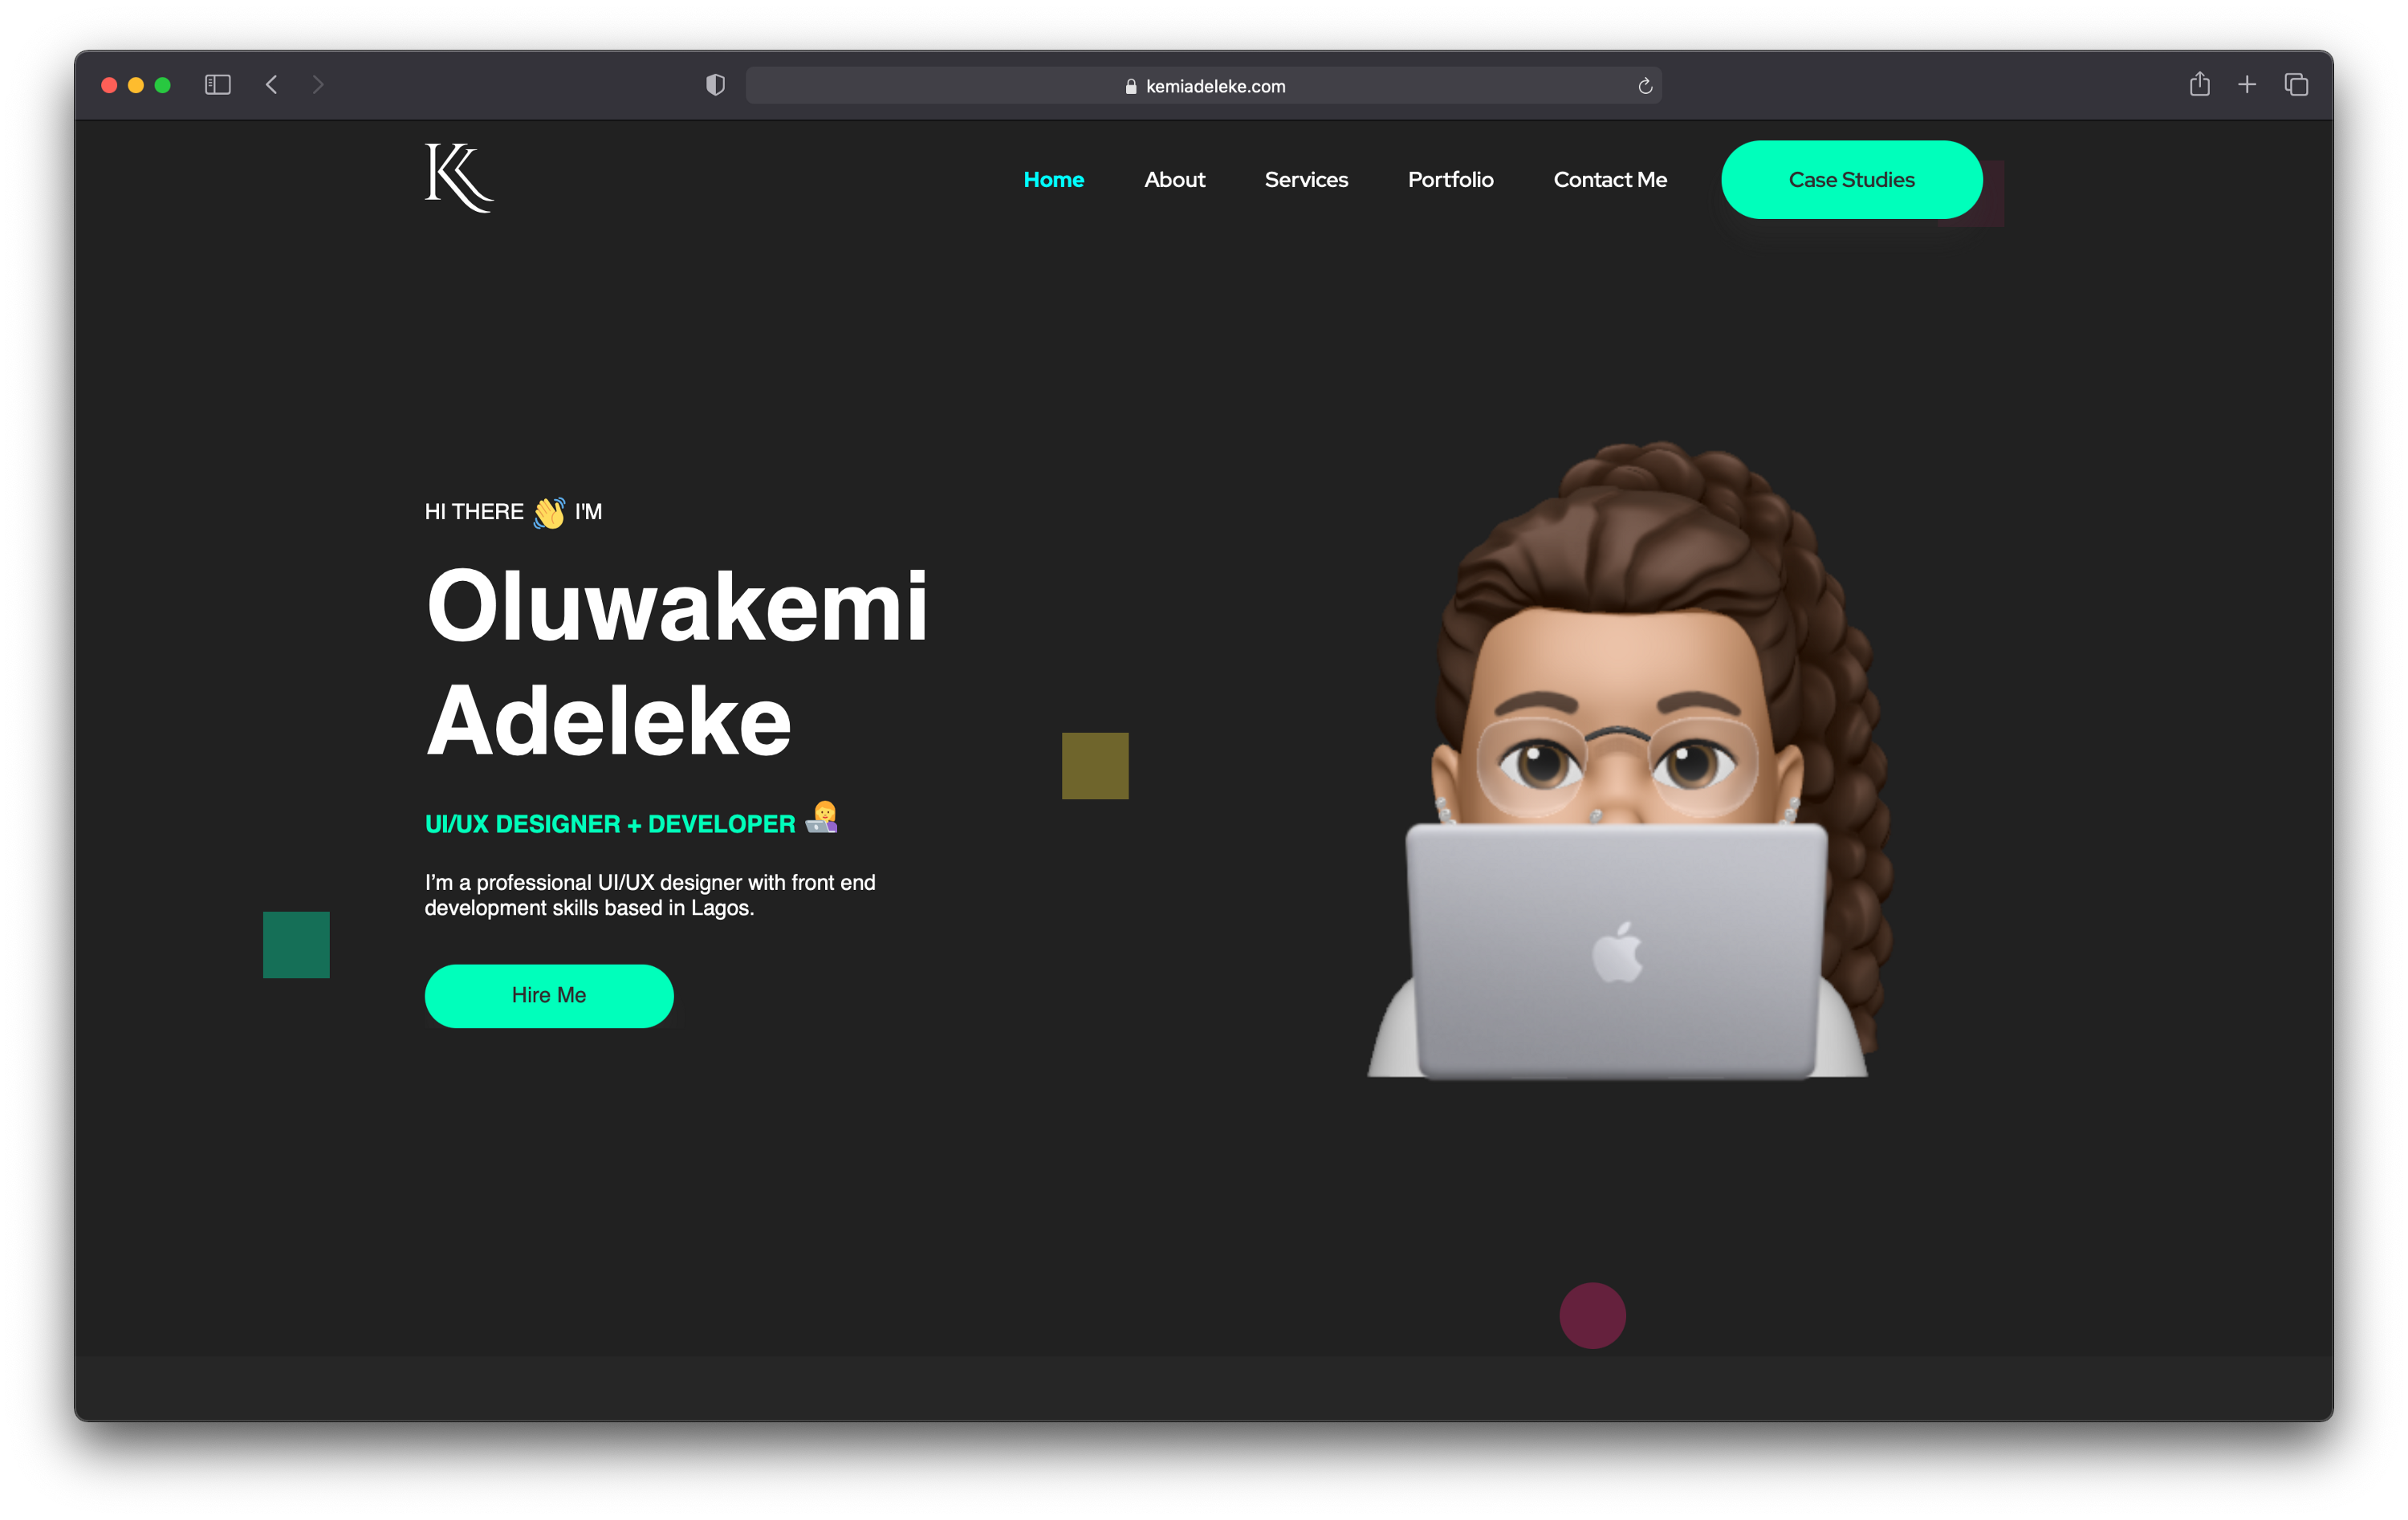 kemiadeleke.com
K
Home About Services Portfolio Contact Me Case Studies
HI THERE 👋 I'M
Oluwakemi
Adeleke
UI/UX DESIGNER + DEVELOPER 👩‍💻
I’m a professional UI/UX designer with front end
development skills based in Lagos.
Hire Me